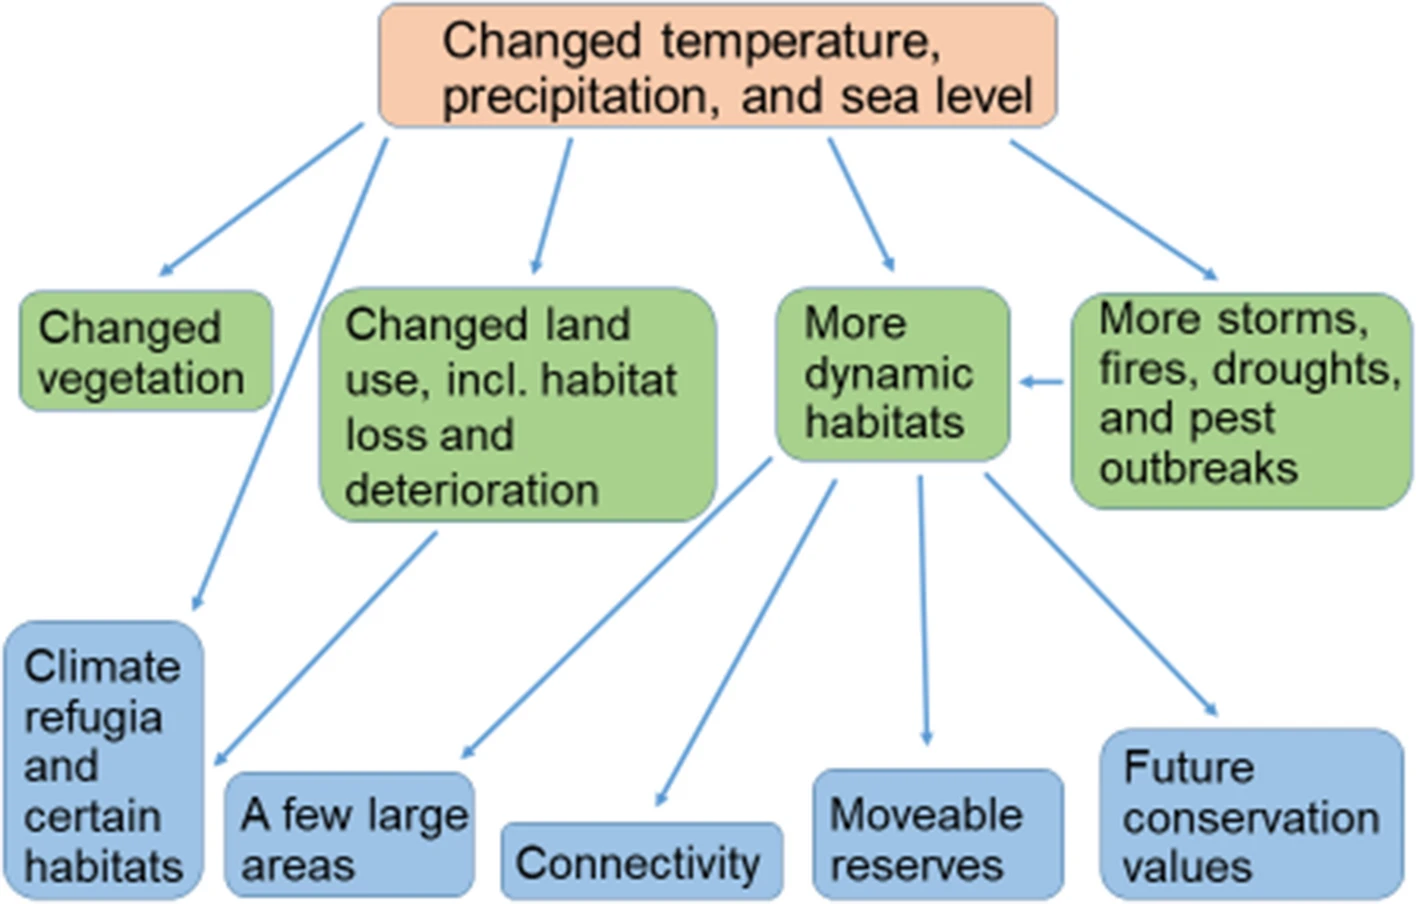 Changed temperature,
precipitation, and sea level
Changed
vegetation
Changed land
use, incl. habitat
loss and
deterioration
More
dynamic
habitats
More storms,
fires, droughts,
and pest
outbreaks
Climate
refugia
and
certain
habitats
A few large
areas
Connectivity
Moveable
reserves
Future
conservation
values